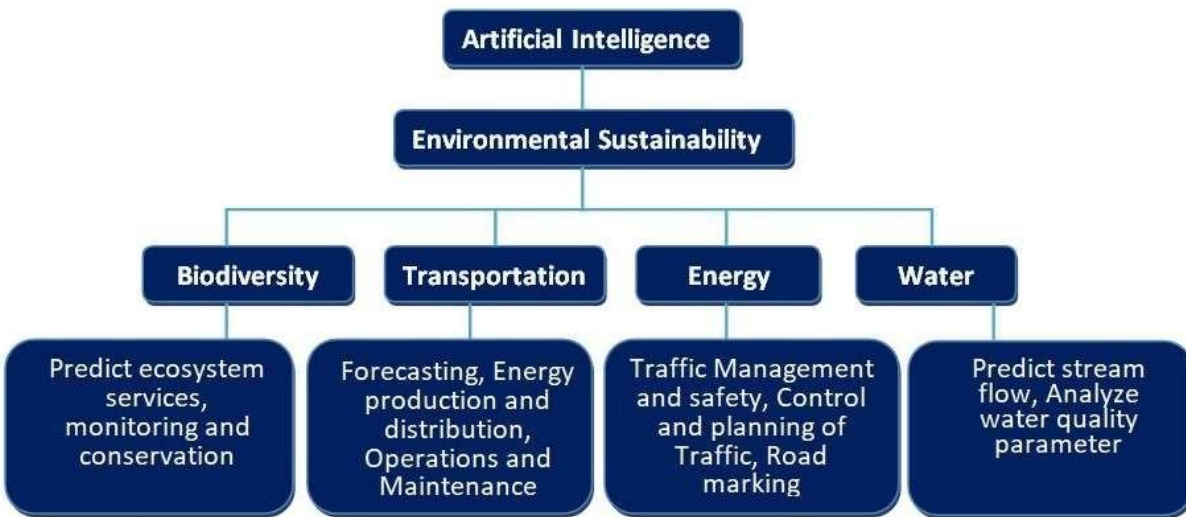 Artificial Intelligence
Environmental Sustainability
Biodiversity
Transportation
Energy
Water
Predict ecosystem
services,
monitoring and
conservation
Forecasting, Energy
production and
distribution,
Operations and
Maintenance
Traffic Management
and safety, Control
and planning of
Traffic, Road
marking
Predict stream
flow, Analyze
water quality
parameter